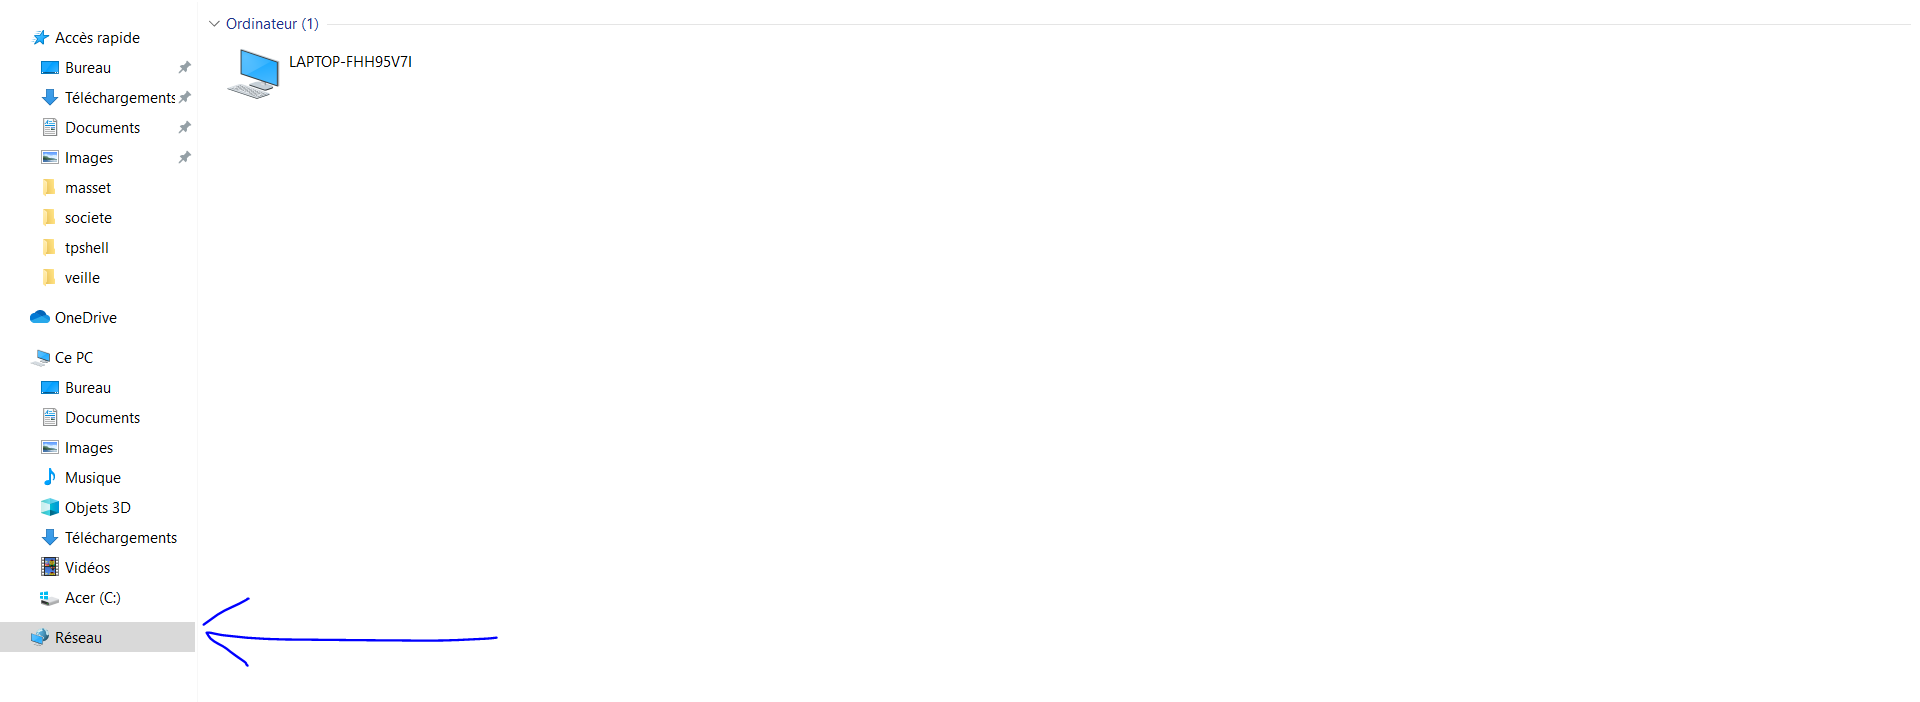 Accès rapide
Bureau
Téléchargements
Documents
Images
masset
societe
tpshell
veille
OneDrive
Ce PC
Bureau
Documents
Images
Musique
Objets 3D
Téléchargements
Vidéos
Acer (C:)
Réseau
Ordinateur (1)
LAPTOP-FHH95V7I